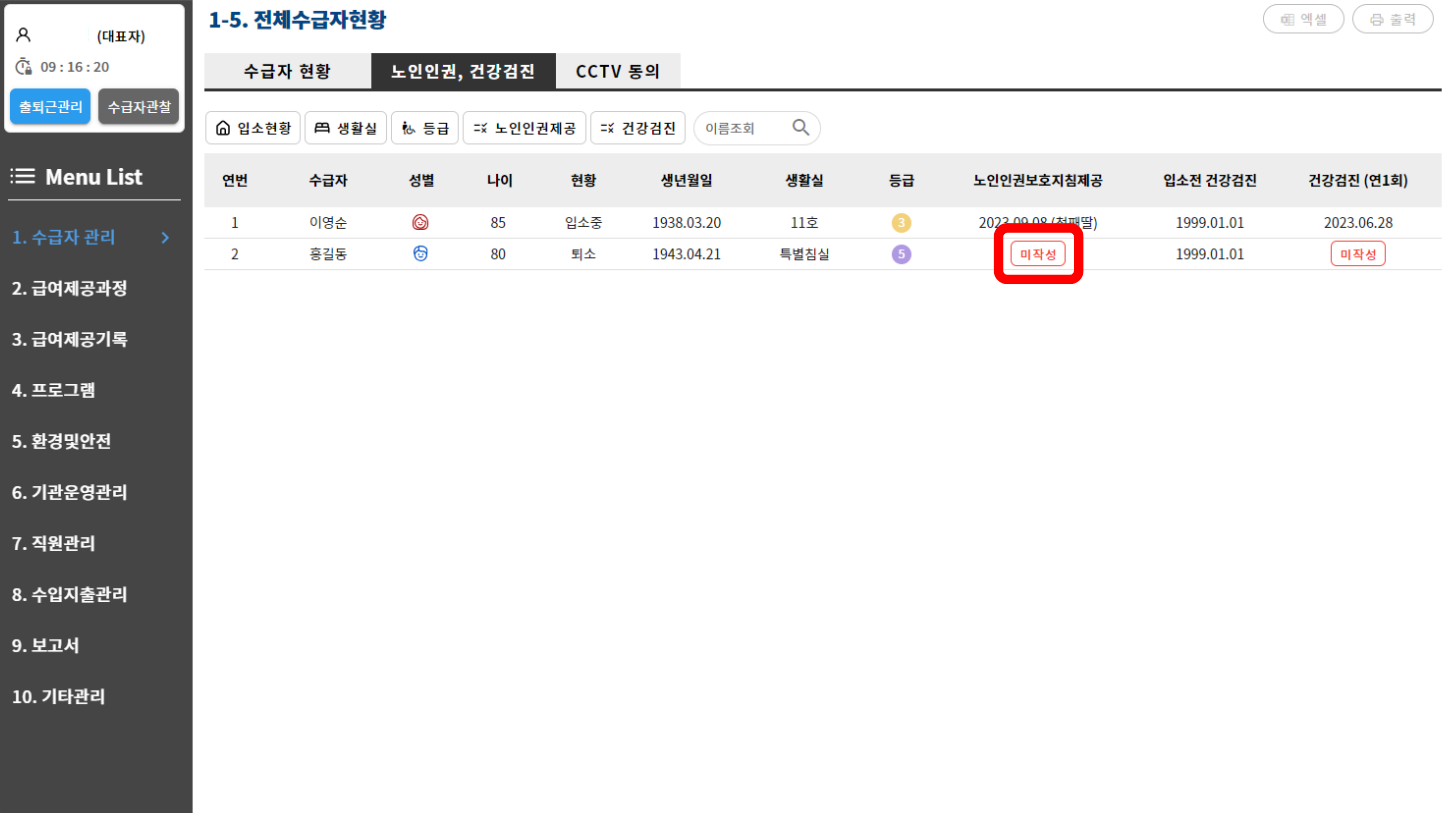 (대표자)
09 : 16 : 20
출퇴근관리 수급자관찰
Menu List
1. 수급자 관리
2. 급여제공과정
3. 급여제공기록
4. 프로그램
5. 환경및안전
6. 기관운영관리
7. 직원관리
8. 수입지출관리
9. 보고서
10. 기타관리
1-5. 전체수급자현황
엑셀 출력
수급자 현황 노인인권, 건강검진 CCTV 동의
입소현황 생활실 등급 노인인권제공 건강검진 이름조회
연번 수급자 성별 나이 현황 생년월일 생활실 등급 노인인권보호지침제공 입소전 건강검진 건강검진 (연1회)
1 이영순 85 입소중 1938.03.20 11호 3 2023.09.08 1999.01.01 2023.06.28
2 홍길동 80 퇴소 1943.04.21 특별침실 5 미작성 1999.01.01 미작성